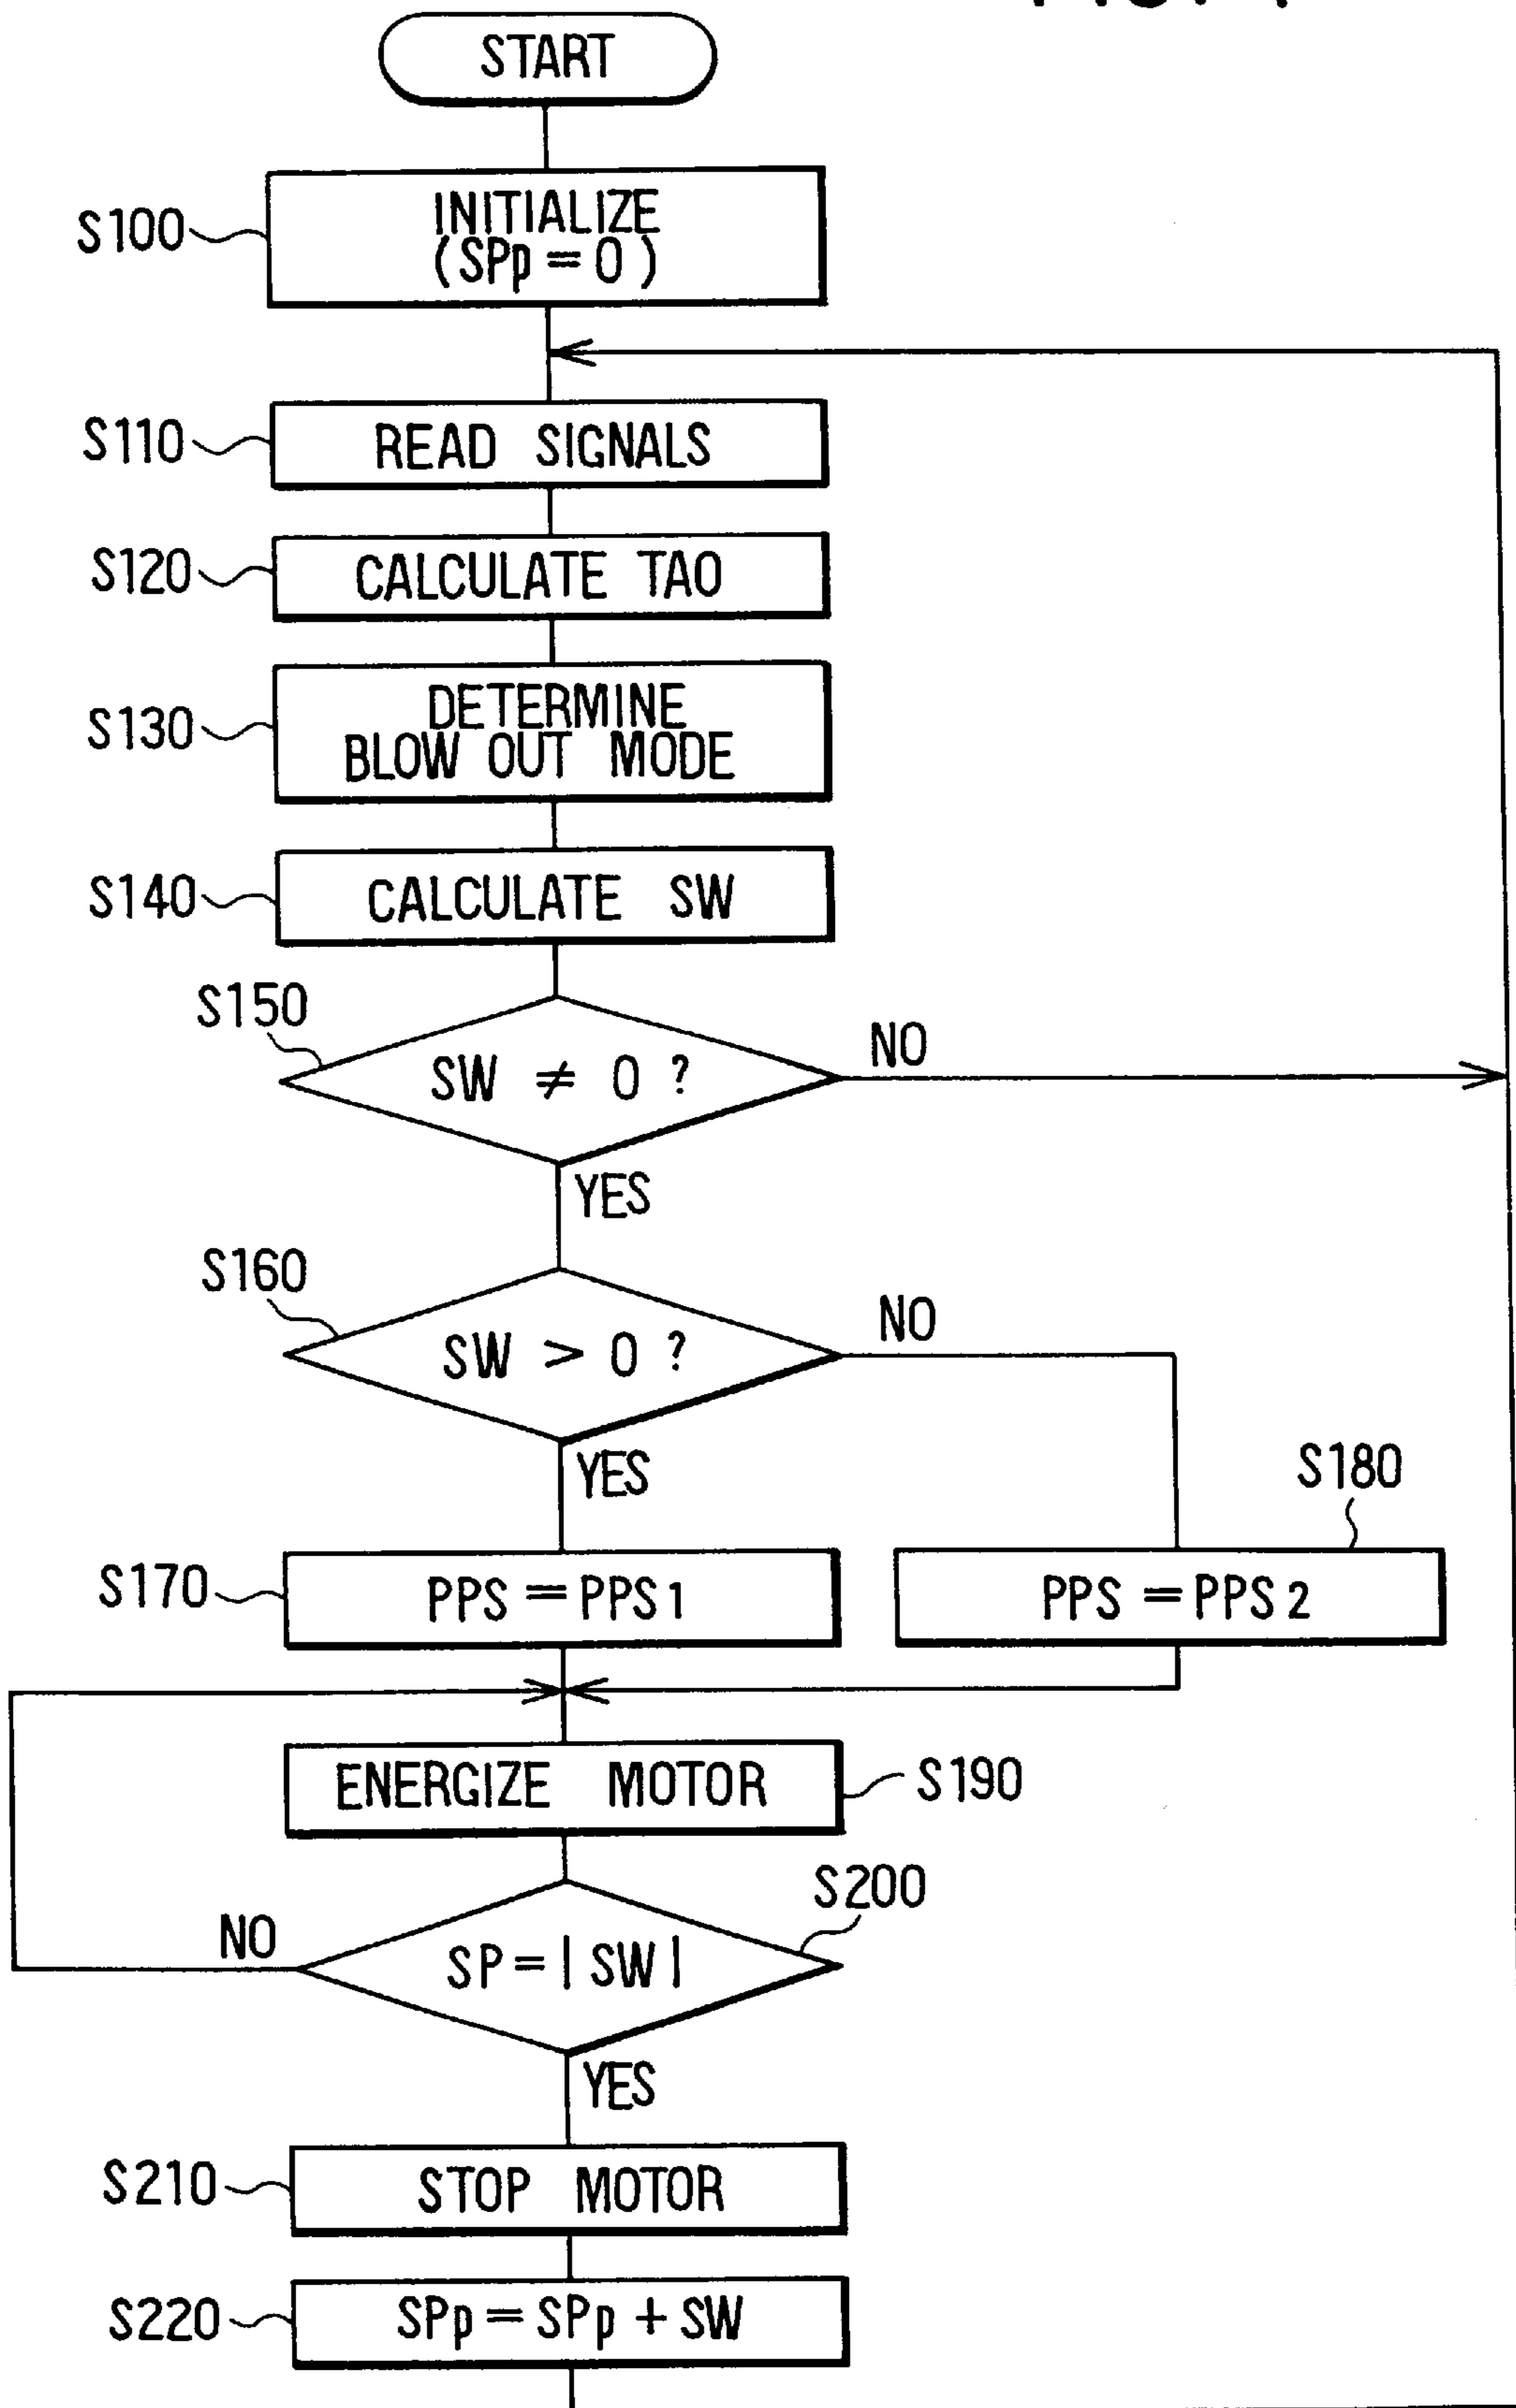 START
S100
INITIALIZE
(SPp = 0)
S110
READ SIGNALS
S120
CALCULATE TAO
S130
DETERMINE
BLOW OUT MODE
S140
CALCULATE SW
S150
SW ≠ 0 ?
NO
YES
S160
SW > 0 ?
NO
YES
S180
S170
PPS = PPS1
PPS = PPS2
ENERGIZE MOTOR
S190
S200
NO
SP = | SW |
YES
S210
STOP MOTOR
S220
SPp = SPp + SW